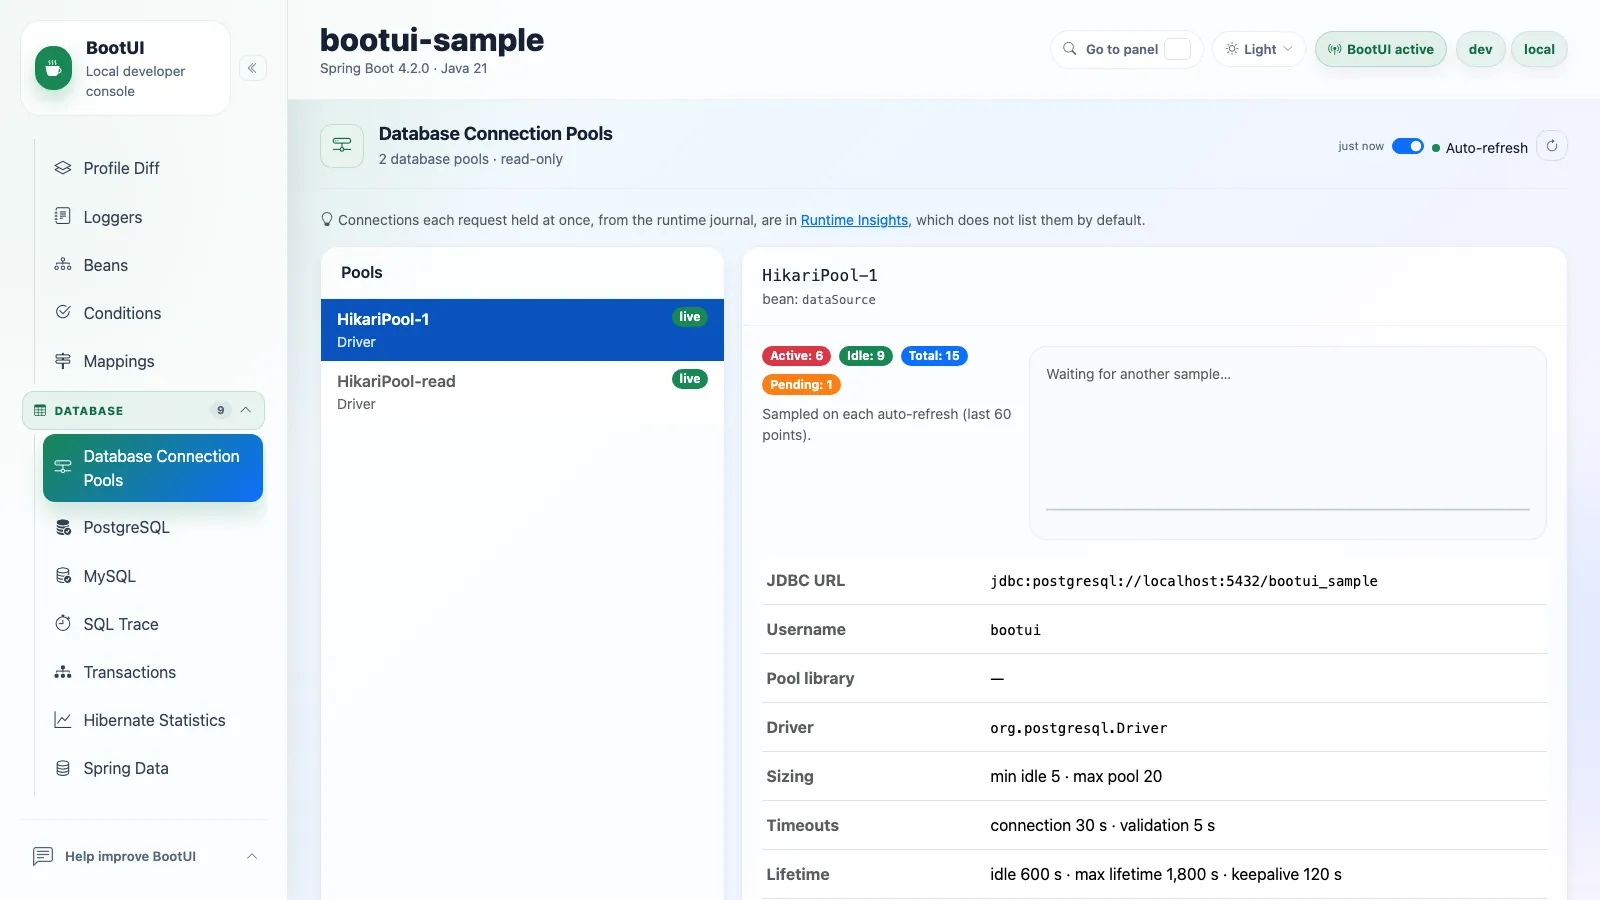 BootUI
Local developer
console
Profile Diff
Loggers
Beans
Conditions
Mappings
DATABASE 9
Database Connection
Pools
PostgreSQL
MySQL
SQL Trace
Transactions
Hibernate Statistics
Spring Data
Help improve BootUI
bootui-sample
Spring Boot 4.2.0 · Java 21
Go to panel
Light
BootUI active
dev
local
Database Connection Pools
2 database pools · read-only
just now
Auto-refresh
Connections each request held at once, from the runtime journal, are in Runtime Insights, which does not list them by default.
Pools
HikariPool-1 live
Driver
HikariPool-read live
Driver
HikariPool-1
bean: dataSource
Active: 6 Idle: 9 Total: 15
Pending: 1
Sampled on each auto-refresh (last 60
points).
Waiting for another sample...
JDBC URL jdbc:postgresql://localhost:5432/bootui_sample
Username bootui
Pool library —
Driver org.postgresql.Driver
Sizing min idle 5 · max pool 20
Timeouts connection 30 s · validation 5 s
Lifetime idle 600 s · max lifetime 1,800 s · keepalive 120 s